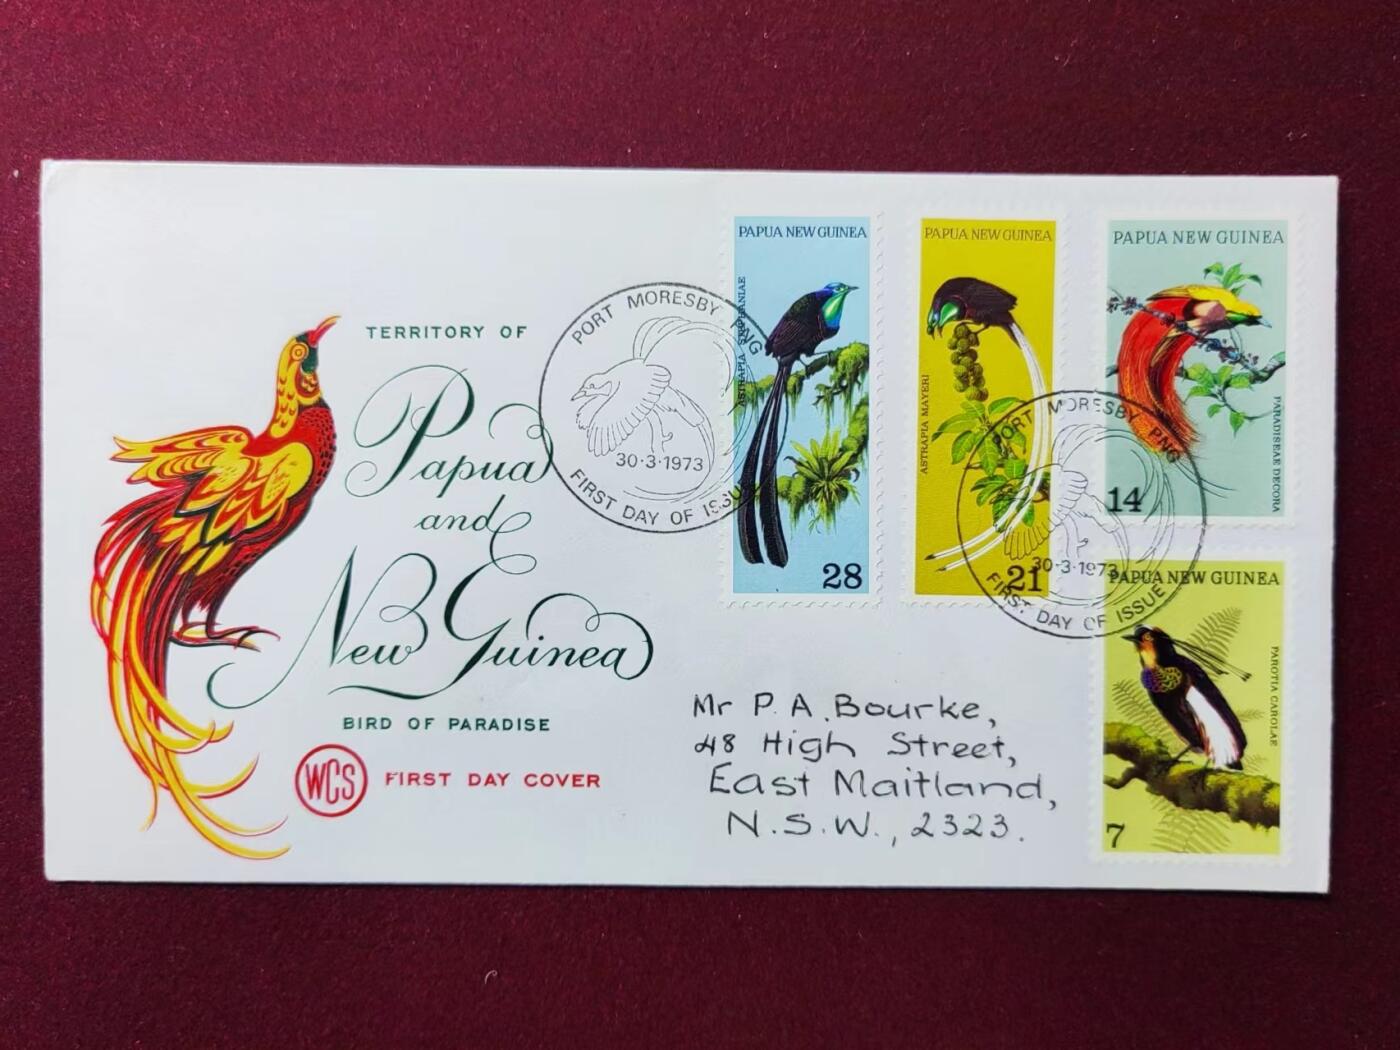 TERRITORY OF
Papua
and
New Guinea
BIRD OF PARADISE
WCS
FIRST DAY COVER
PORT MORESBY PNG
30·3·1973
FIRST DAY OF ISSUE
PAPUA NEW GUINEA
ASTRAPIA STEPHANIAE
28
PAPUA NEW GUINEA
ASTRAPIA MAYERI
21
PAPUA NEW GUINEA
PARADISEAE DECORA
14
PORT MORESBY PNG
30·3·1973
FIRST DAY OF ISSUE
PAPUA NEW GUINEA
PAROTIA CAROLAE
7
Mr P. A. Bourke,
48 High Street,
East Maitland,
N.S.W., 2323.